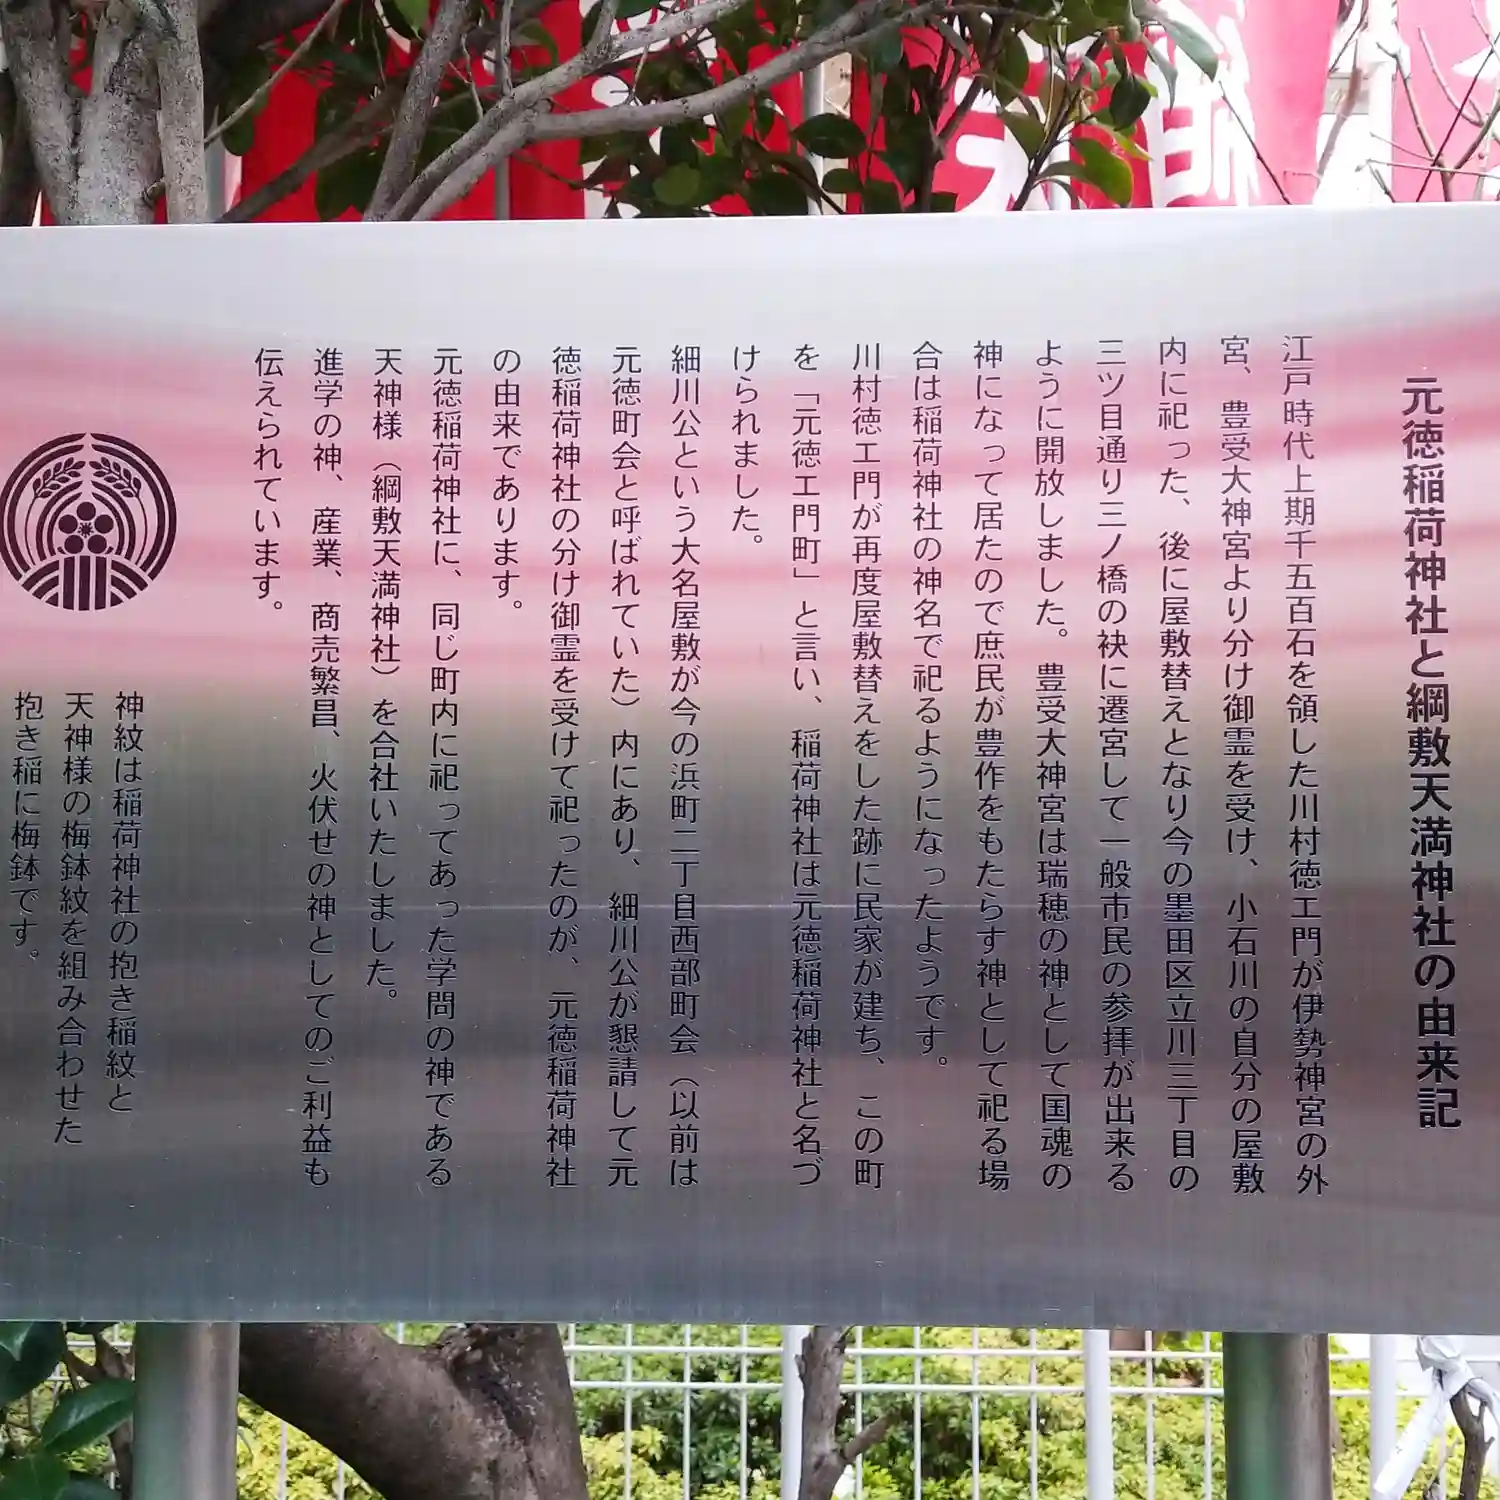 元徳稲荷神社と綱敷天満神社の由来記
江戸時代上期千五百石を領した川村徳エ門が伊勢神宮の外
宮、豊受大神宮より分け御霊を受け、小石川の自分の屋敷
内に祀った、後に屋敷替えとなり今の墨田区立川三丁目の
三ツ目通り三ノ橋の袂に遷宮して一般市民の参拝が出来る
ように開放しました。豊受大神宮は瑞穂の神として国魂の
神になって居たので庶民が豊作をもたらす神として祀る場
合は稲荷神社の神名で祀るようになったようです。
川村徳エ門が再度屋敷替えをした跡に民家が建ち、この町
を「元徳エ門町」と言い、稲荷神社は元徳稲荷神社と名づ
けられました。
細川公という大名屋敷が今の浜町二丁目西部町会（以前は
元徳町会と呼ばれていた）内にあり、細川公が懇請して元
徳稲荷神社の分け御霊を受けて祀ったのが、元徳稲荷神社
の由来であります。
元徳稲荷神社に、同じ町内に祀ってあった学問の神である
天神様（綱敷天満神社）を合社いたしました。
進学の神、産業、商売繁昌、火伏せの神としてのご利益も
伝えられています。
神紋は稲荷神社の抱き稲紋と
天神様の梅鉢紋を組み合わせた
抱き稲に梅鉢です。